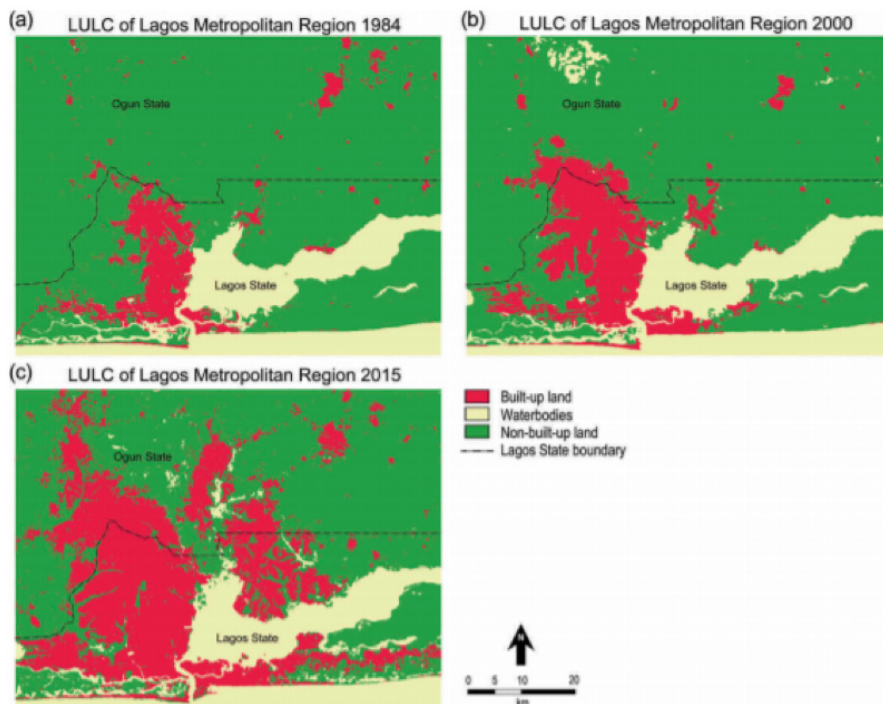 (a) LULC of Lagos Metropolitan Region 1984
Ogun State
Lagos State
(b) LULC of Lagos Metropolitan Region 2000
Ogun State
Lagos State
(c) LULC of Lagos Metropolitan Region 2015
Ogun State
Lagos State
Built-up land
Waterbodies
Non-built-up land
Lagos State boundary
N
0 5 10 20
km